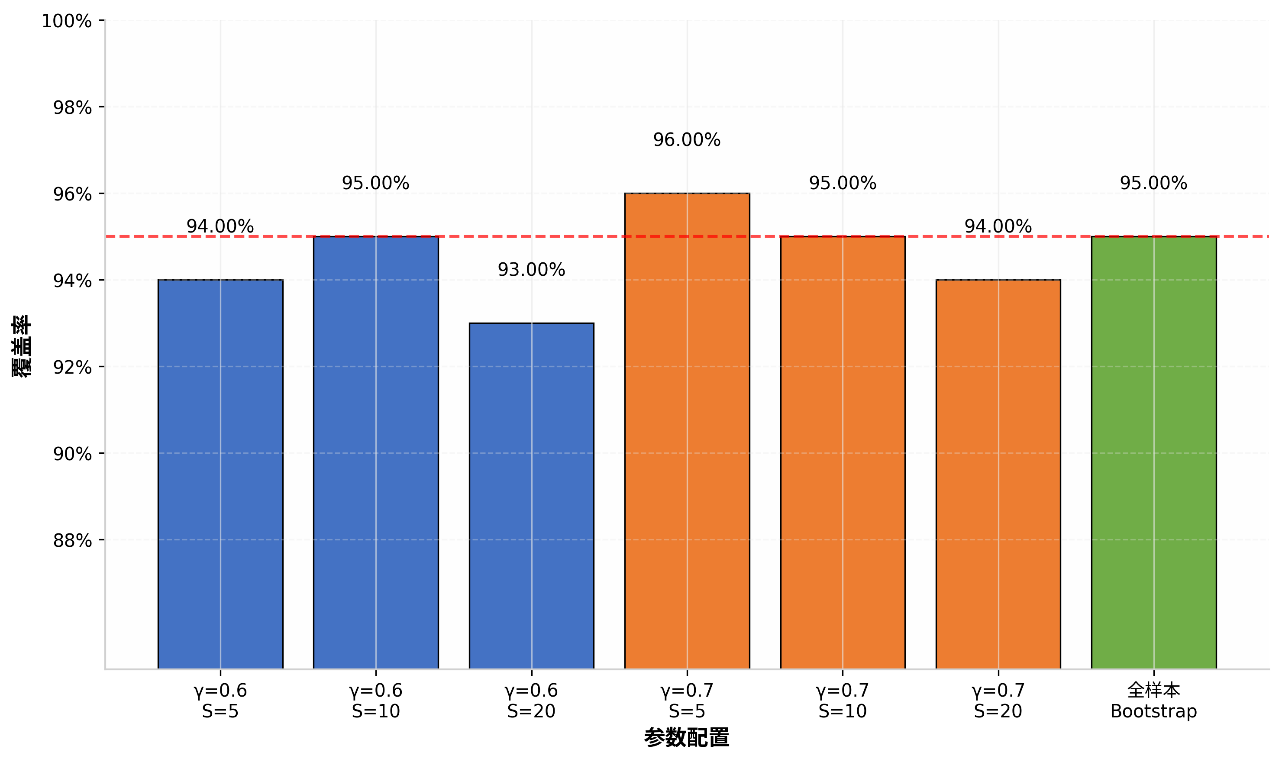 100%
98%
96%
94%
92%
90%
88%
覆盖率
94.00%
95.00%
93.00%
96.00%
95.00%
94.00%
95.00%
γ=0.6
S=5
γ=0.6
S=10
γ=0.6
S=20
γ=0.7
S=5
γ=0.7
S=10
γ=0.7
S=20
全样本
Bootstrap
参数配置